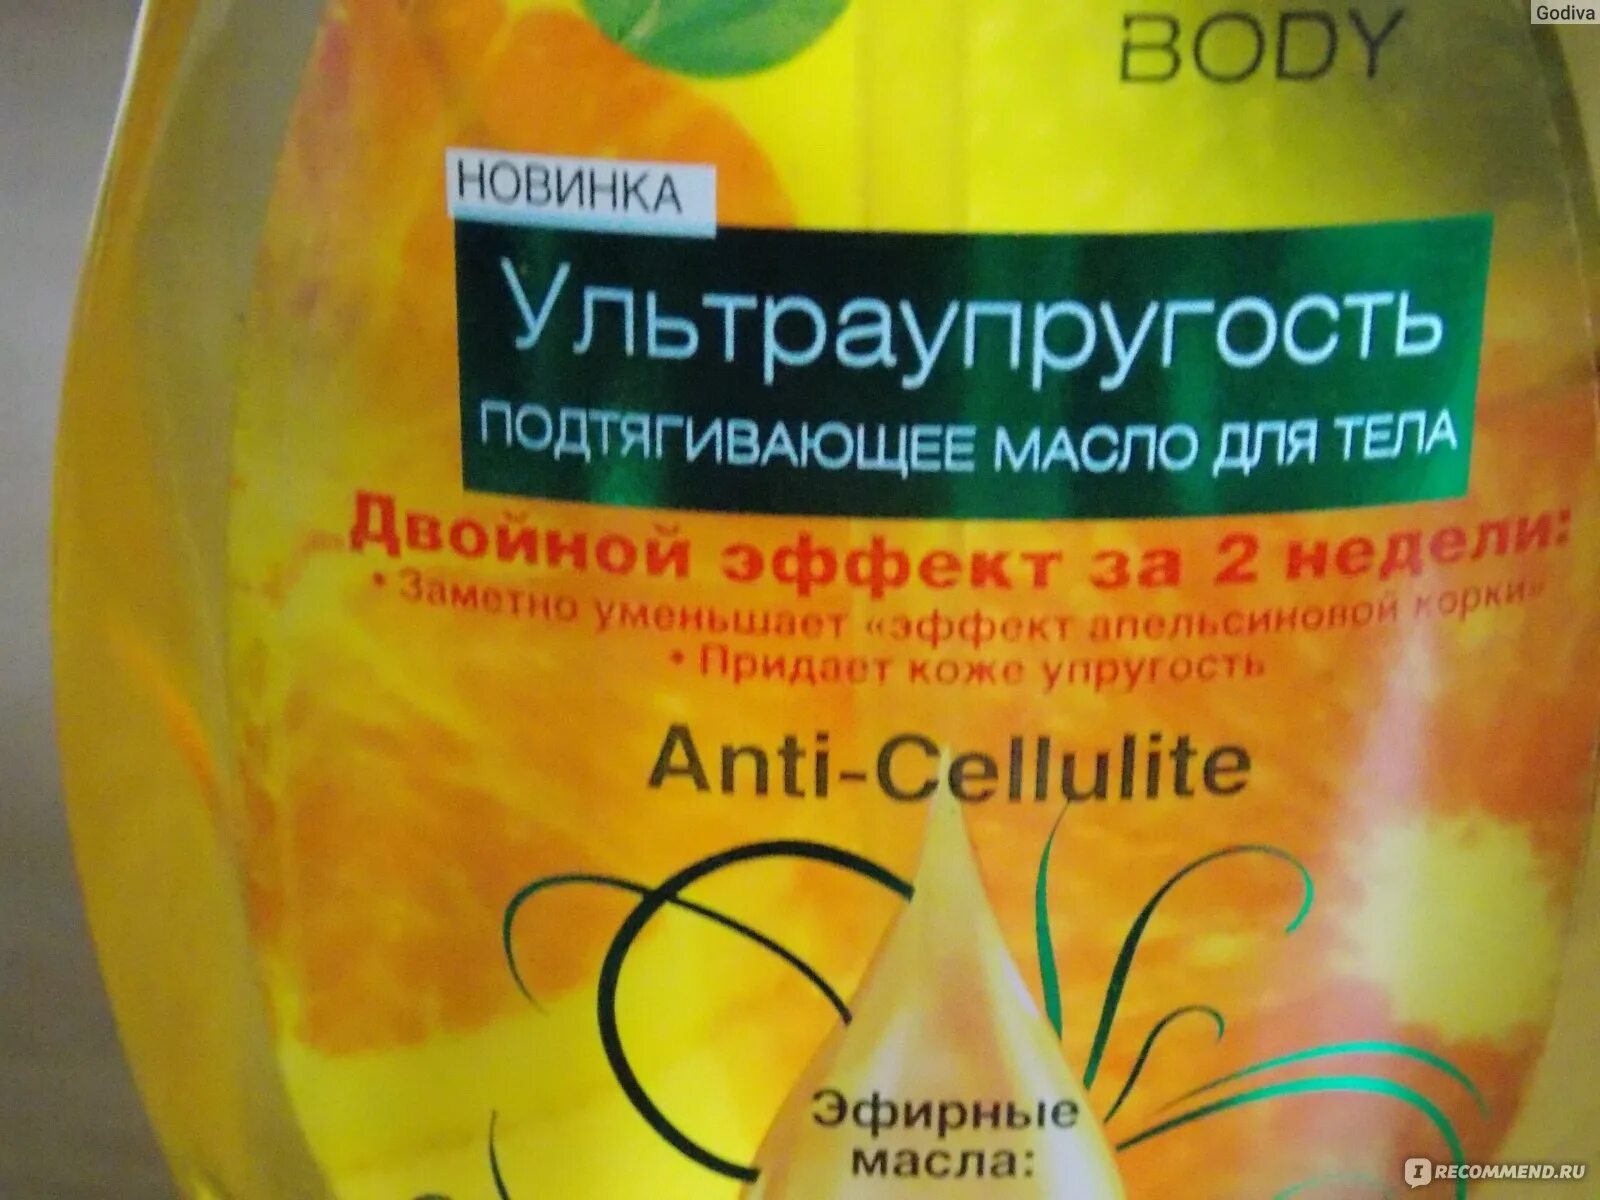 Godiva
BODY
НОВИНКА
Ультраупругость
ПОДТЯГИВАЮЩЕЕ МАСЛО ДЛЯ ТЕЛА
Двойной эффект за 2 недели:
• Заметно уменьшает «эффект апельсиновой корки»
• Придает коже упругость
Anti-Cellulite
Эфирные
масла:
IRECOMMEND.RU